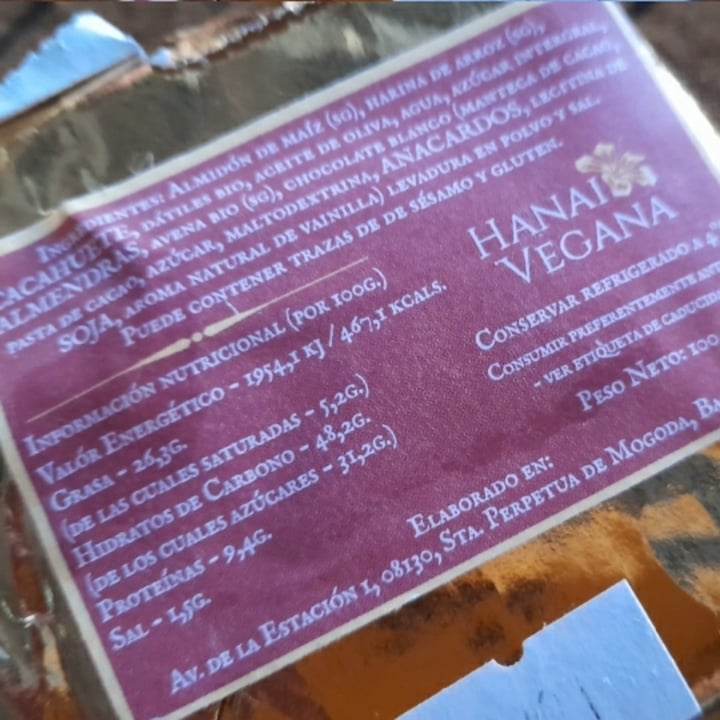 Ingredientes: Almidón de maíz (sg), harina de arroz (sg),
CACAHUETE, dátiles bio, aceite de oliva, agua, azúcar intergral,
ALMENDRAS, avena bio (sg), chocolate blanco (manteca de cacao,
pasta de cacao, azúcar, maltodextrina, ANACARDOS, lecitina de
SOJA, aroma natural de vainilla) levadura en polvo y sal.
Puede contener trazas de de sésamo y gluten.
HANAI
VEGANA
Información nutricional (por 100g.)
Valór Energético - 1954,1 kj / 467,1 kcals.
Grasa - 26,3g.
(de las cuales saturadas - 5,2g.)
Hidratos de Carbono - 48,2g.
(de los cuales azúcares - 31,2g.)
Proteínas - 9,4g.
Sal - 1,5g.
Conservar refrigerado a
Consumir preferentemente
- ver etiqueta de
Peso Neto: 100
Elaborado en:
Av. de la Estación 1, 08130, Sta. Perpetua de Mogoda,